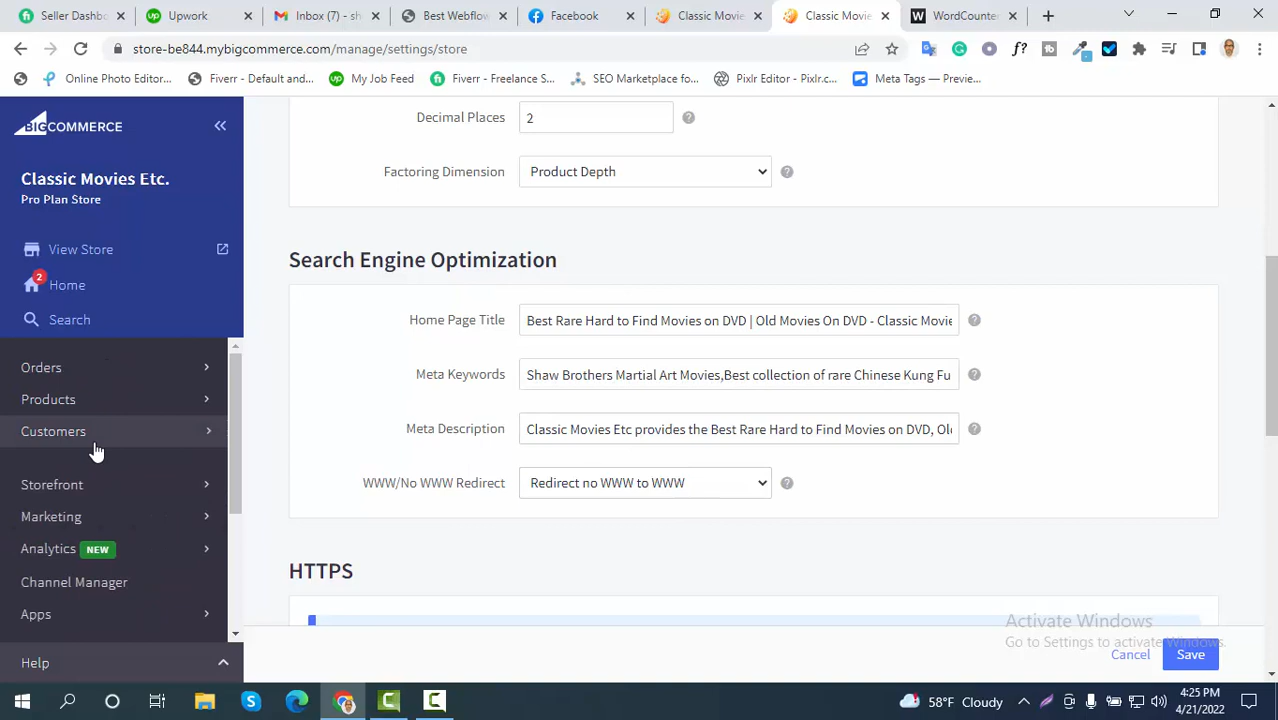 Seller Dashbo
Upwork
Inbox (7) - sh
Best Webflow
Facebook
Classic Movie
Classic Movie
WordCounte
store-be844.mybigcommerce.com/manage/settings/store
Online Photo Editor...
Fiverr - Default and...
My Job Feed
Fiverr - Freelance S...
SEO Marketplace fo...
Pixlr Editor - Pixlr.c...
Meta Tags — Previe...
BIGCOMMERCE
Classic Movies Etc.
Pro Plan Store
View Store
2
Home
Search
Orders
Products
Customers
Storefront
Marketing
Analytics NEW
Channel Manager
Apps
Help
Decimal Places
2
Factoring Dimension
Product Depth
Search Engine Optimization
Home Page Title
Best Rare Hard to Find Movies on DVD | Old Movies On DVD - Classic Movie
Meta Keywords
Shaw Brothers Martial Art Movies,Best collection of rare Chinese Kung Fu
Meta Description
Classic Movies Etc provides the Best Rare Hard to Find Movies on DVD, Ol
WWW/No WWW Redirect
Redirect no WWW to WWW
HTTPS
Activate Windows
Go to Settings to activate Windows.
Cancel
Save
58°F Cloudy
4:25 PM
4/21/2022